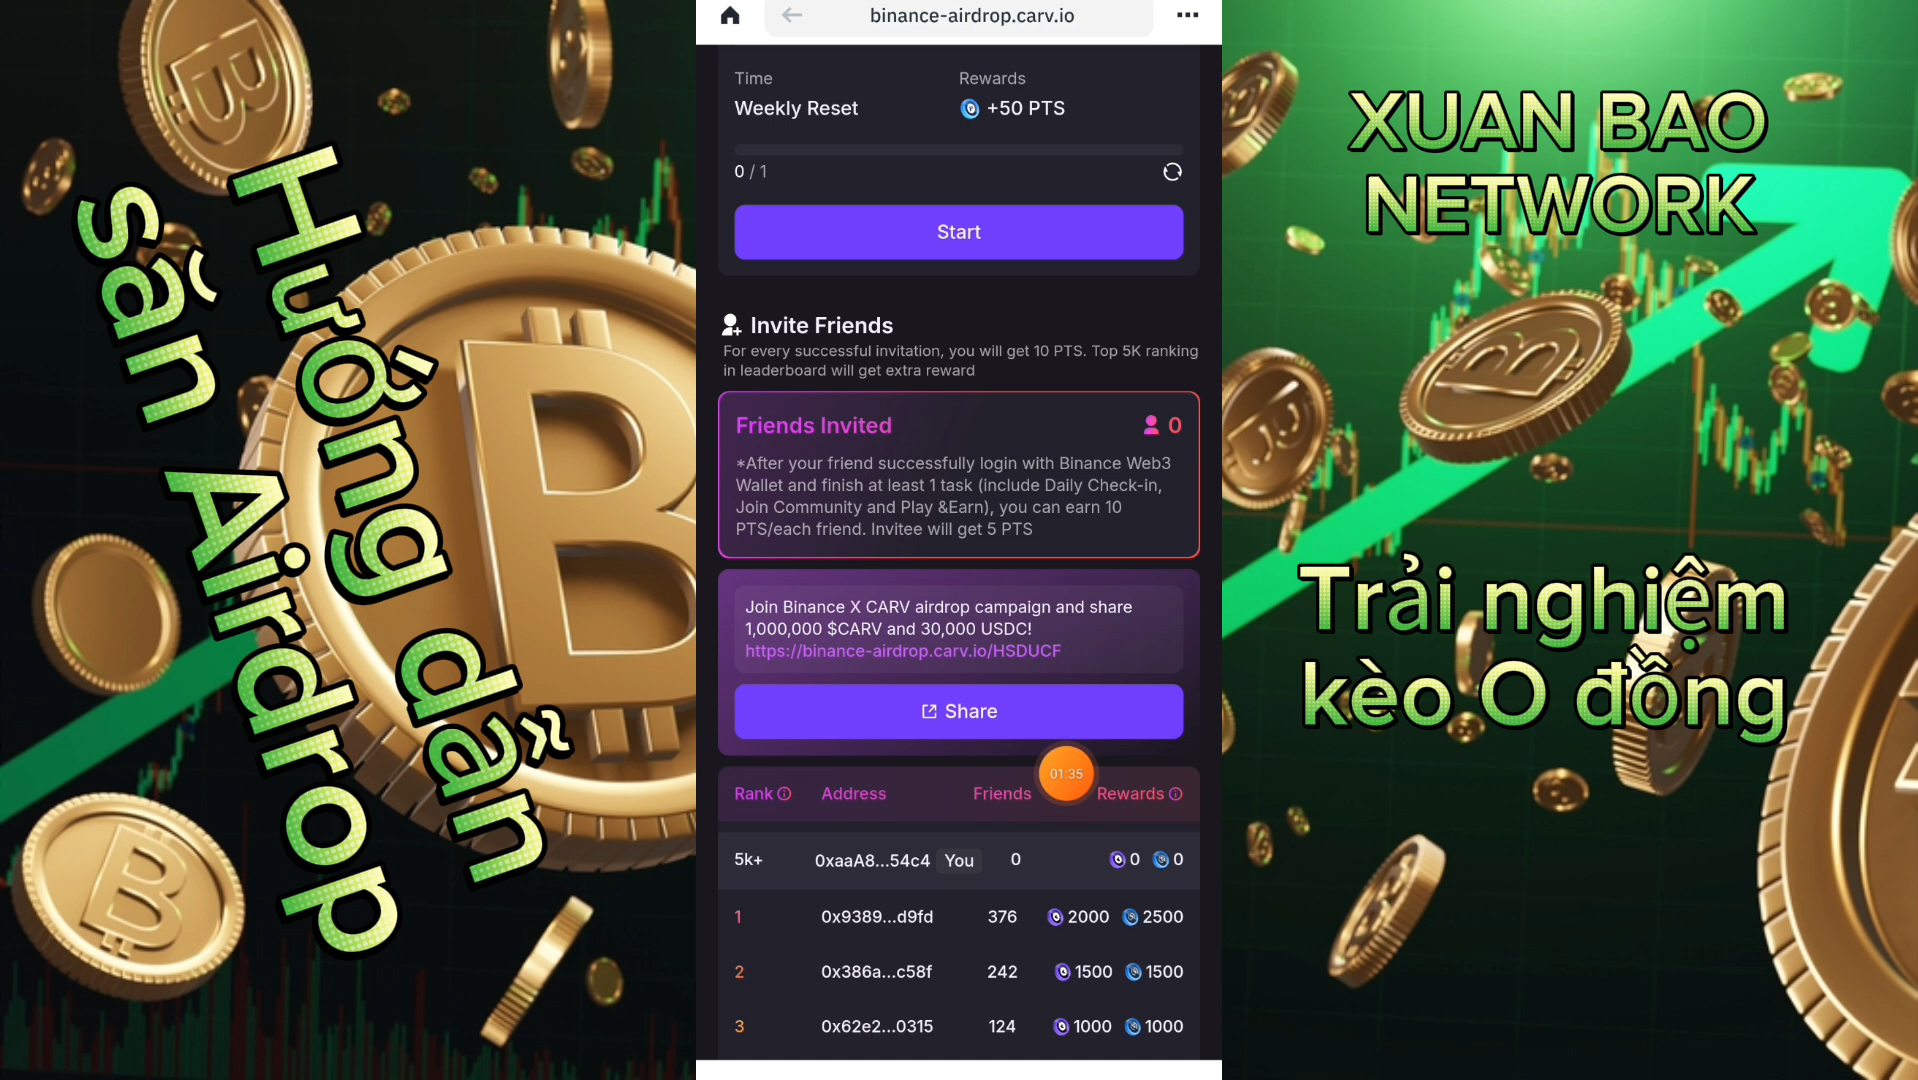 Hướng dẫn
săn Airdrop
binance-airdrop.carv.io
Time
Rewards
Weekly Reset
+50 PTS
0 / 1
Start
Invite Friends
For every successful invitation, you will get 10 PTS. Top 5K ranking
in leaderboard will get extra reward
Friends Invited
0
*After your friend successfully login with Binance Web3
Wallet and finish at least 1 task (include Daily Check-in,
Join Community and Play &Earn), you can earn 10
PTS/each friend. Invitee will get 5 PTS
Join Binance X CARV airdrop campaign and share
1,000,000 $CARV and 30,000 USDC!
https://binance-airdrop.carv.io/HSDUCF
Share
01:35
Rank Address Friends Rewards
5k+ 0xaaA8...54c4 You 0 0 0
1 0x9389...d9fd 376 2000 2500
2 0x386a...c58f 242 1500 1500
3 0x62e2...0315 124 1000 1000
XUAN BAO
NETWORK
Trải nghiệm
kèo O đồng